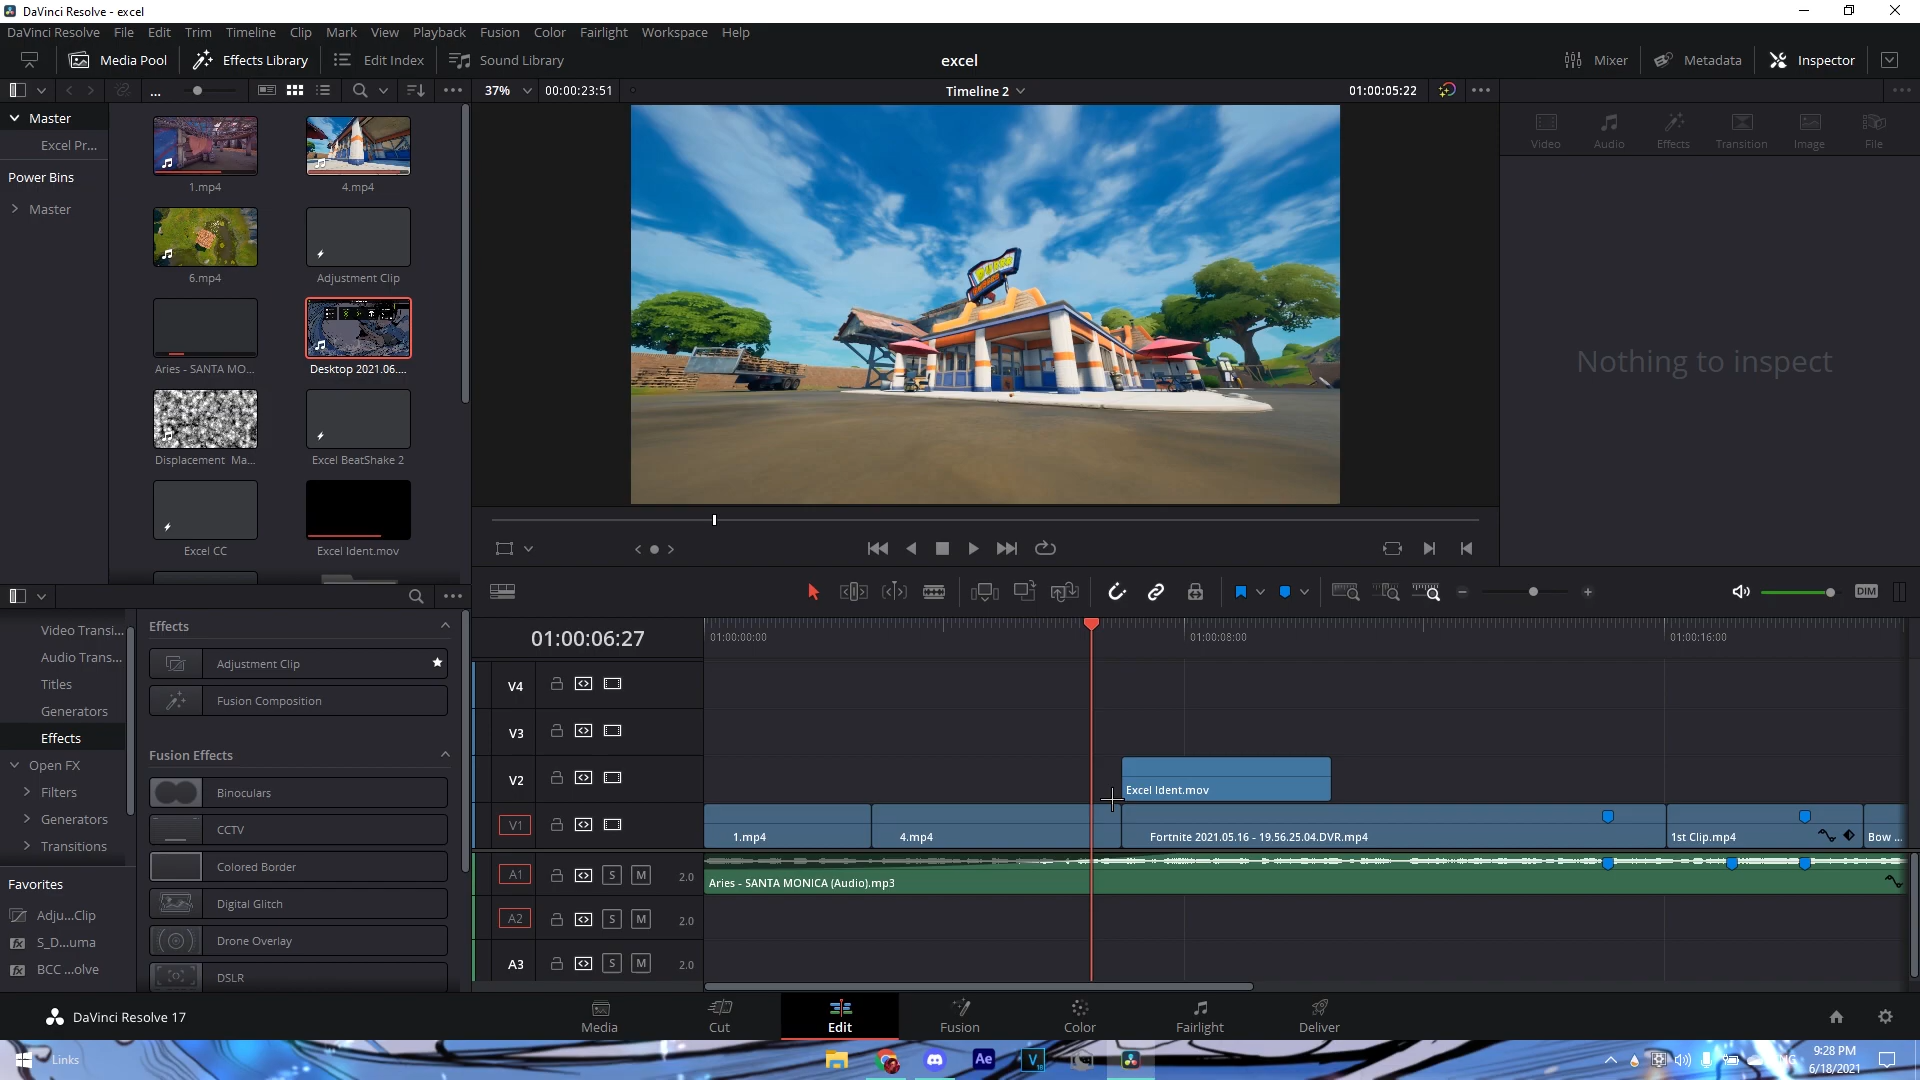 DaVinci Resolve - excel
DaVinci Resolve File Edit Trim Timeline Clip Mark View Playback Fusion Color Fairlight Workspace Help
Media Pool Effects Library Edit Index Sound Library excel Mixer Metadata Inspector
... 37% 00:00:23:51 Timeline 2 01:00:05:22
Master
Excel Pr...
Power Bins
Master
1.mp4 4.mp4
6.mp4 Adjustment Clip
Aries - SANTA MO... Desktop 2021.06....
Displacement Ma... Excel BeatShake 2
Excel CC Excel Ident.mov
Video Audio Effects Transition Image File
Nothing to inspect
DIM
Video Transi...
Audio Trans...
Titles
Generators
Effects
Open FX
Filters
Generators
Transitions
Favorites
Adju...Clip
S_D...uma
BCC ...olve
Effects
Adjustment Clip
Fusion Composition
Fusion Effects
Binoculars
CCTV
Colored Border
Digital Glitch
Drone Overlay
DSLR
01:00:06:27
01:00:00:00 01:00:08:00 01:00:16:00
V4
V3
V2 Excel Ident.mov
V1 1.mp4 4.mp4 Fortnite 2021.05.16 - 19.56.25.04.DVR.mp4 1st Clip.mp4 Bow ...
A1 S M 2.0 Aries - SANTA MONICA (Audio).mp3
A2 S M 2.0
A3 S M 2.0
DaVinci Resolve 17
Media Cut Edit Fusion Color Fairlight Deliver
Links
Ae
V
9:28 PM
6/18/2021